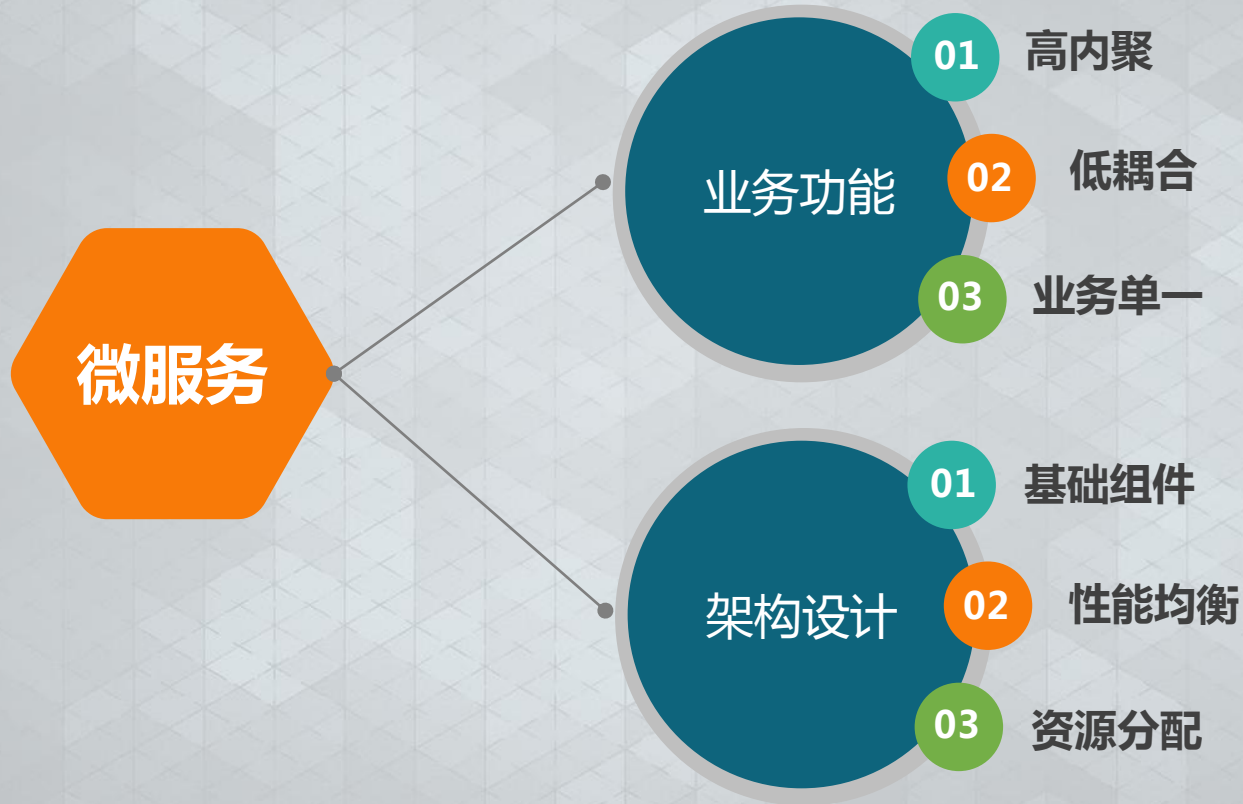 微服务
业务功能
01 高内聚
02 低耦合
03 业务单一
架构设计
01 基础组件
02 性能均衡
03 资源分配